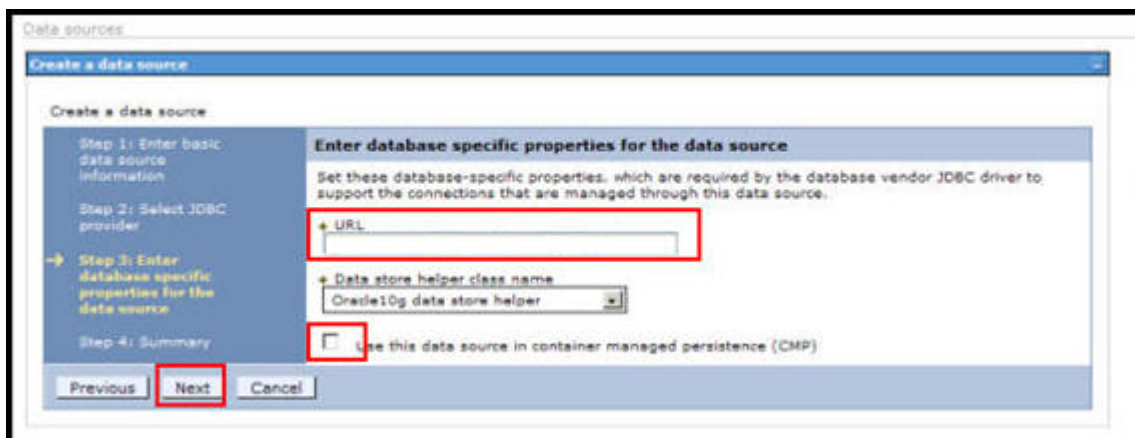 Data sources
Create a data source
Create a data source
Step 1: Enter basic
data source
information
Step 2: Select JDBC
provider
Step 3: Enter
database specific
properties for the
data source
Step 4: Summary
Enter database specific properties for the data source
Set these database-specific properties, which are required by the database vendor JDBC driver to
support the connections that are managed through this data source.
URL
Data store helper class name
Oracle10g data store helper
Use this data source in container managed persistence (CMP)
Previous
Next
Cancel